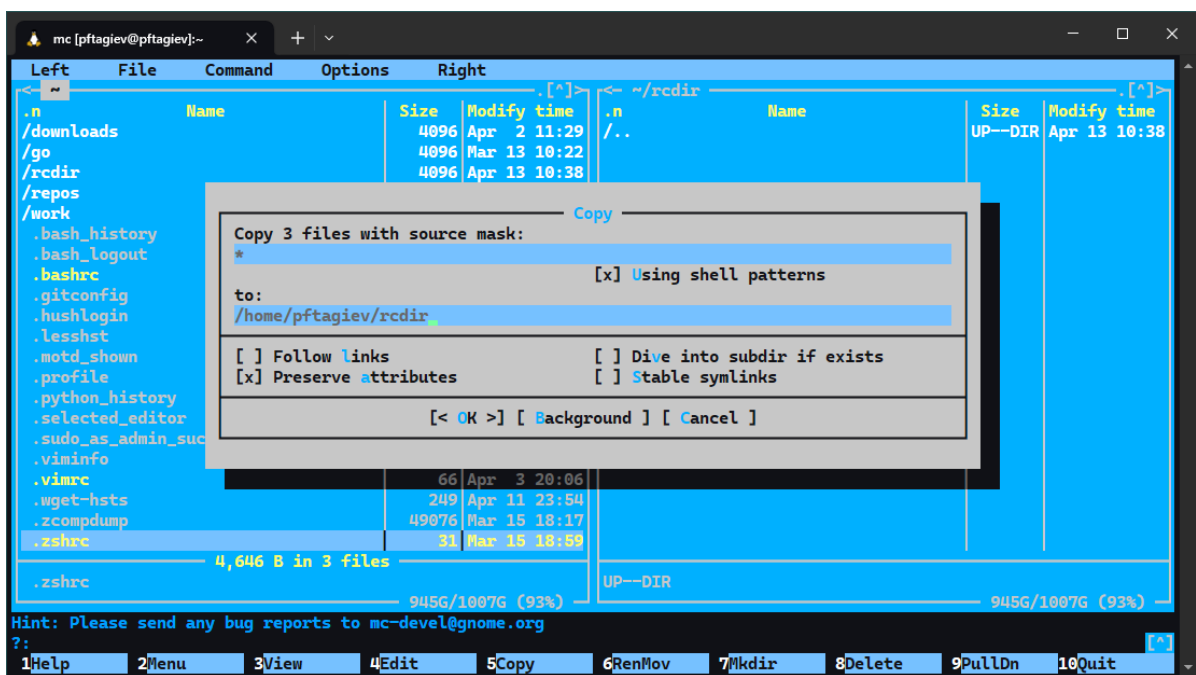 mc [pftagiev@pftagiev]:~
Left File Command Options Right
<- ~ .[^]> <- ~/rcdir .[^]>
.n Name Size Modify time .n Name Size Modify time
/downloads 4096 Apr 2 11:29 /.. UP--DIR Apr 13 10:38
/go 4096 Mar 13 10:22
/rcdir 4096 Apr 13 10:38
/repos
/work
Copy
.bash_history
Copy 3 files with source mask:
.bash_logout
*
.bashrc
[x] Using shell patterns
.gitconfig
to:
.hushlogin
/home/pftagiev/rcdir
.lesshst
.motd_shown
[ ] Follow links [ ] Dive into subdir if exists
.profile
[x] Preserve attributes [ ] Stable symlinks
.python_history
.selected_editor
[< OK >] [ Background ] [ Cancel ]
.sudo_as_admin_suc
.viminfo
.vimrc 66 Apr 3 20:06
.wget-hsts 249 Apr 11 23:54
.zcompdump 49076 Mar 15 18:17
.zshrc 31 Mar 15 18:59
4,646 B in 3 files
.zshrc UP--DIR
945G/1007G (93%) 945G/1007G (93%)
Hint: Please send any bug reports to mc-devel@gnome.org
?: [^]
1Help 2Menu 3View 4Edit 5Copy 6RenMov 7Mkdir 8Delete 9PullDn 10Quit